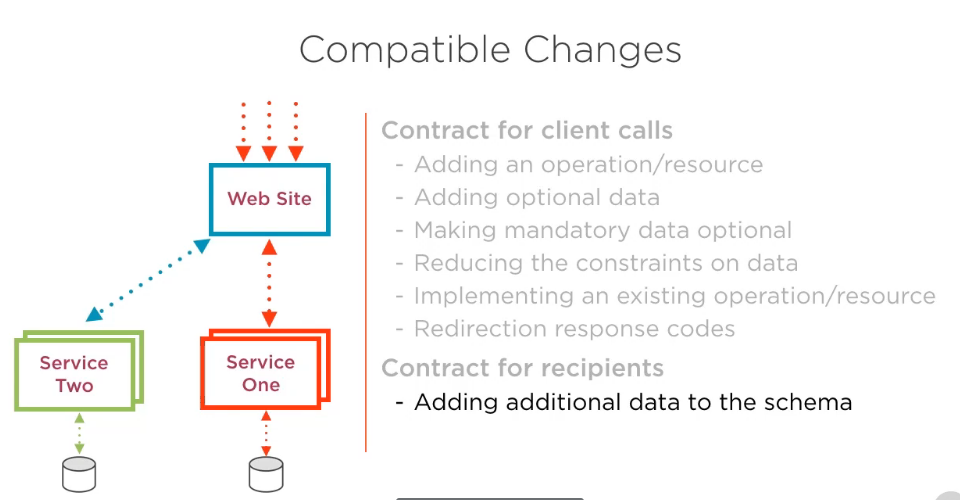 Compatible Changes
Web Site
Service
Two
Service
One
Contract for client calls
- Adding an operation/resource
- Adding optional data
- Making mandatory data optional
- Reducing the constraints on data
- Implementing an existing operation/resource
- Redirection response codes
Contract for recipients
- Adding additional data to the schema